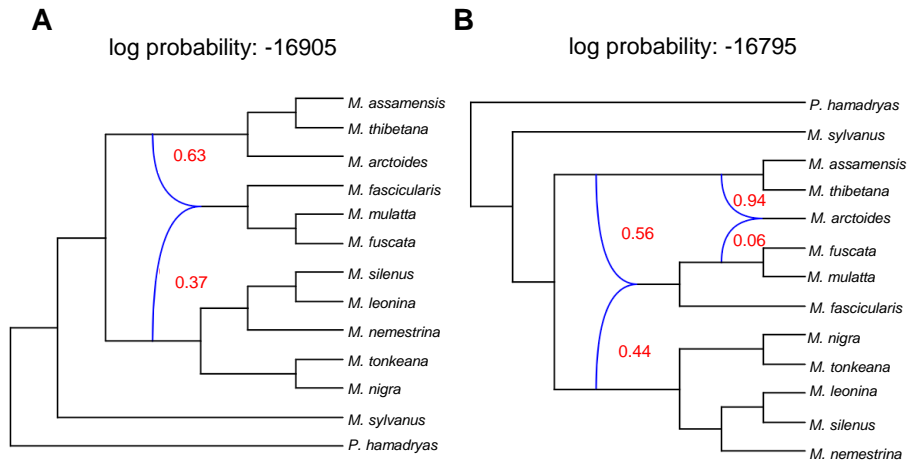 A
log probability: -16905
M. assamensis
M. thibetana
0.63
M. arctoides
M. fascicularis
M. mulatta
M. fuscata
0.37
M. silenus
M. leonina
M. nemestrina
M. tonkeana
M. nigra
M. sylvanus
P. hamadryas
B
log probability: -16795
P. hamadryas
M. sylvanus
M. assamensis
M. thibetana
0.94
M. arctoides
0.56
0.06
M. fuscata
M. mulatta
M. fascicularis
M. nigra
0.44
M. tonkeana
M. leonina
M. silenus
M. nemestrina